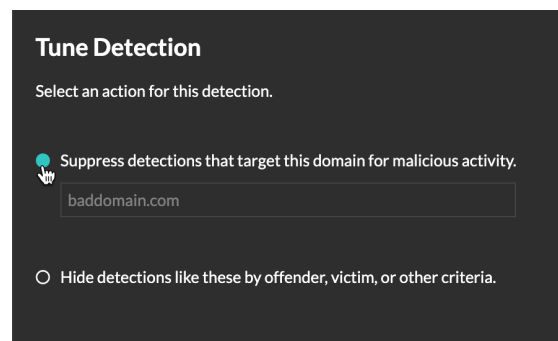 Tune Detection
Select an action for this detection.
Suppress detections that target this domain for malicious activity.
baddomain.com
Hide detections like these by offender, victim, or other criteria.